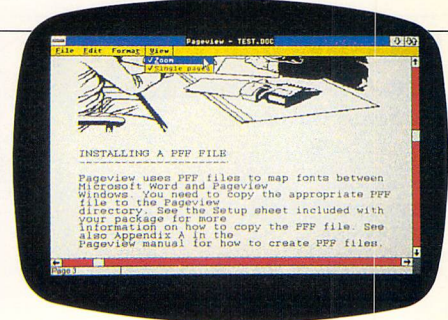 Pageview - TEST.DOC
File Edit Format View
✓Zoom
✓Single pages
INSTALLING A PFF FILE
Pageview uses PFF files to map fonts between
Microsoft Word and Pageview
Windows. You need to copy the appropriate PFF
file to the Pageview
directory. See the Setup sheet included with
your package for more
information on how to copy the PFF file. See
also Appendix A in the
Pageview manual for how to create PFF files.
Page 3